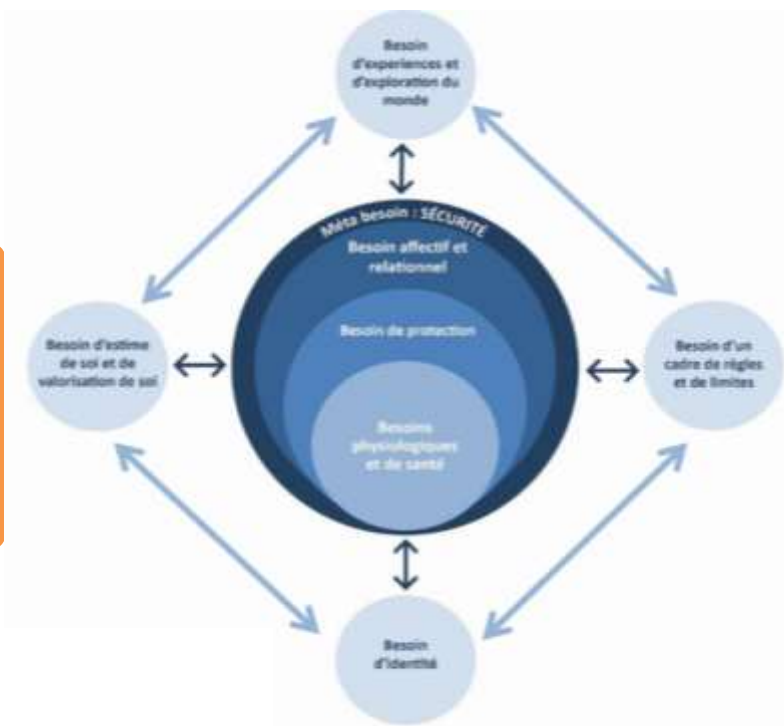 Besoin
d'experiences et
d'exploration du
monde
Méta besoin : SÉCURITÉ
Besoin affectif et
relationnel
Besoin de protection
Besoins
physiologiques
et de santé
Besoin d'estime
de soi et de
valorisation de soi
Besoin d'un
cadre de règles
et de limites
Besoin
d'identité